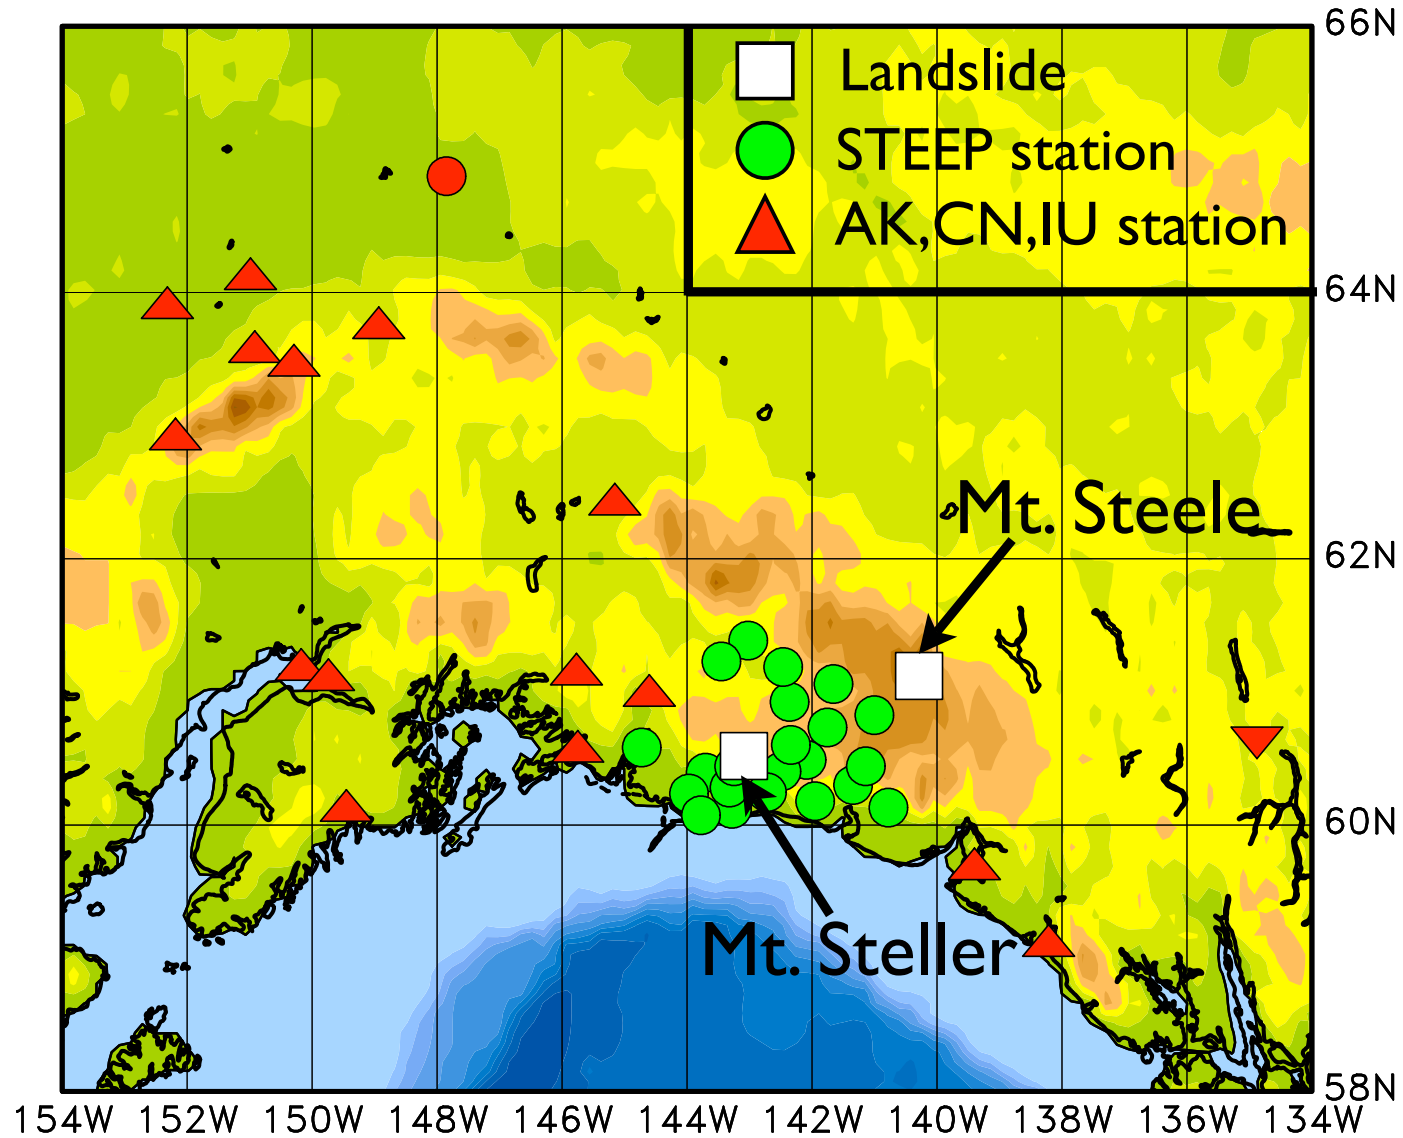 66N
Landslide
STEEP station
AK,CN,IU station
64N
Mt. Steele
62N
60N
Mt. Steller
58N
154W 152W 150W 148W 146W 144W 142W 140W 138W 136W 134W